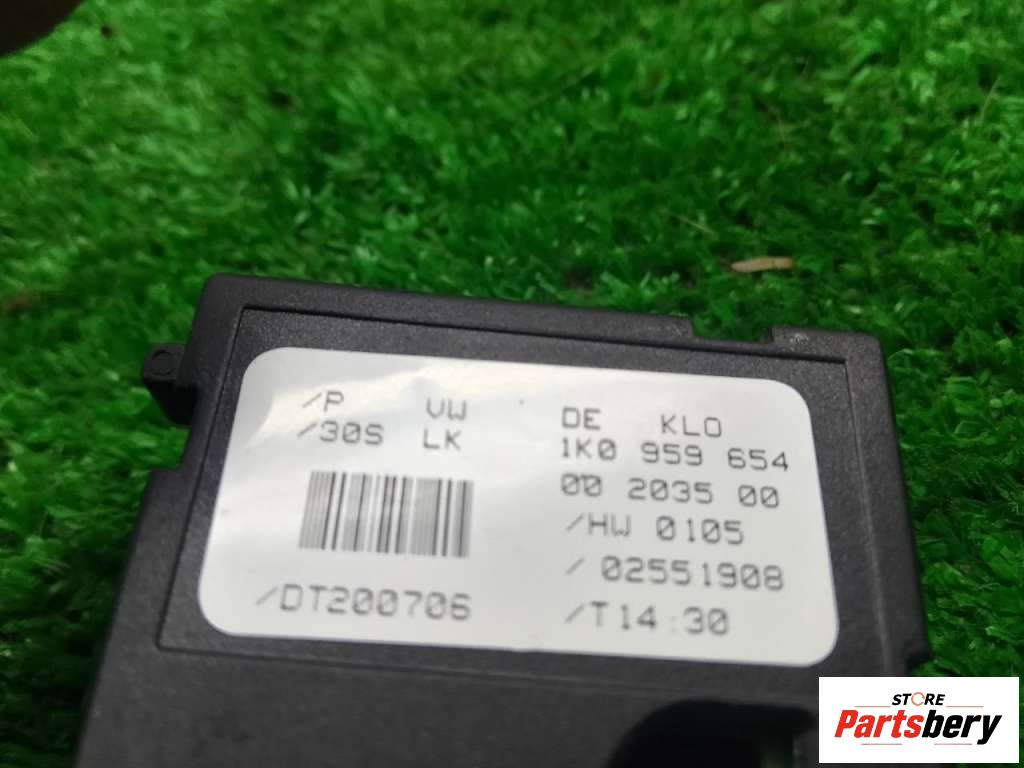 /P VW DE KLO
/30S LK 1K0 959 654
00 2035 00
/HW 0105
/ 02551908
/DT200706 /T14:30
STORE
Partsbery